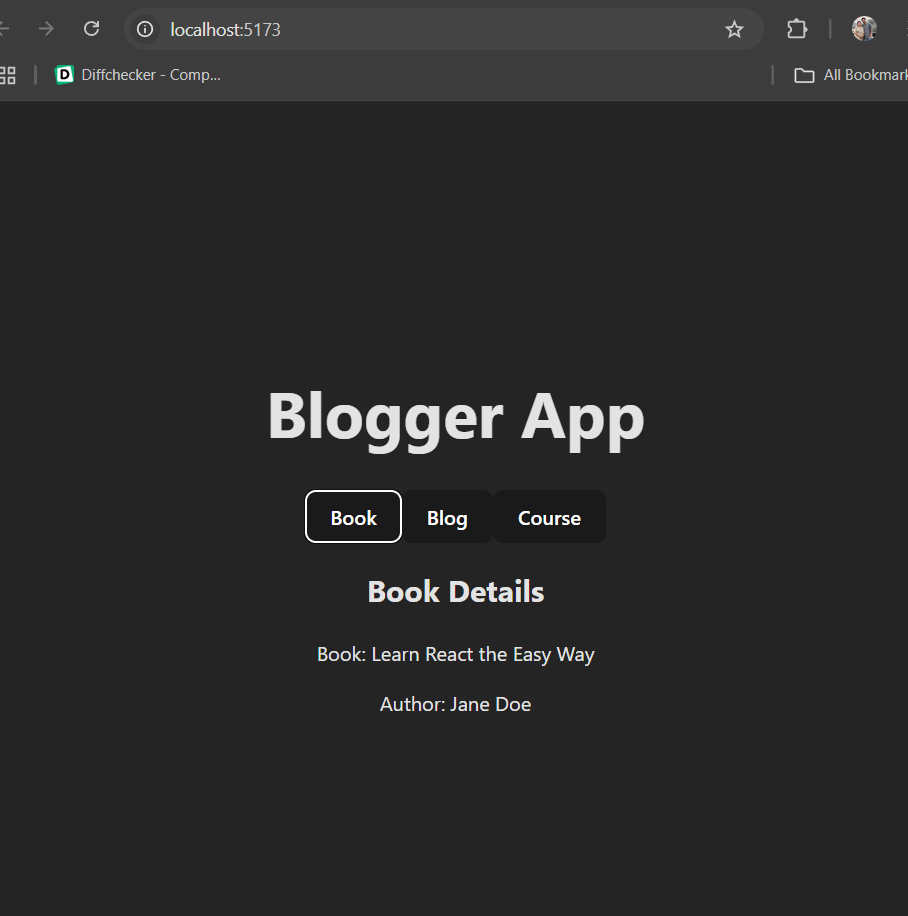 localhost:5173
Diffchecker - Comp...
All Bookmark
Blogger App
Book Blog Course
Book Details
Book: Learn React the Easy Way
Author: Jane Doe